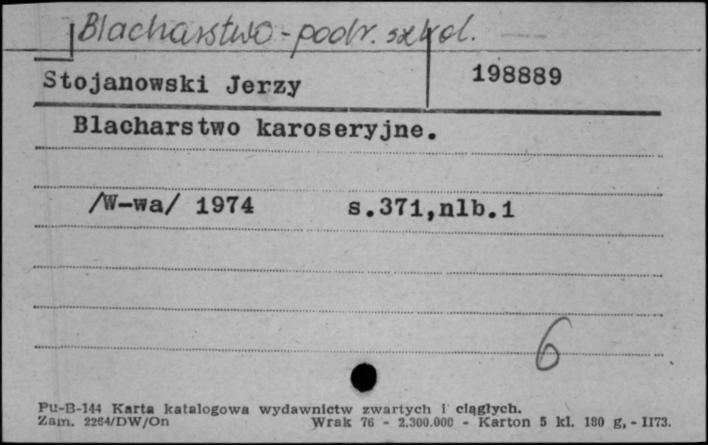 Blacharstwo - podr. szkol.
Stojanowski Jerzy 198889
Blacharstwo karoseryjne.
/W-wa/ 1974 s.371,nlb.1
6
Pu-B-144 Karta katalogowa wydawnictw zwartych i ciągłych.
Zam. 2264/DW/On Wrak 76 - 2.300.000 - Karton 5 kl. 180 g, - II73.